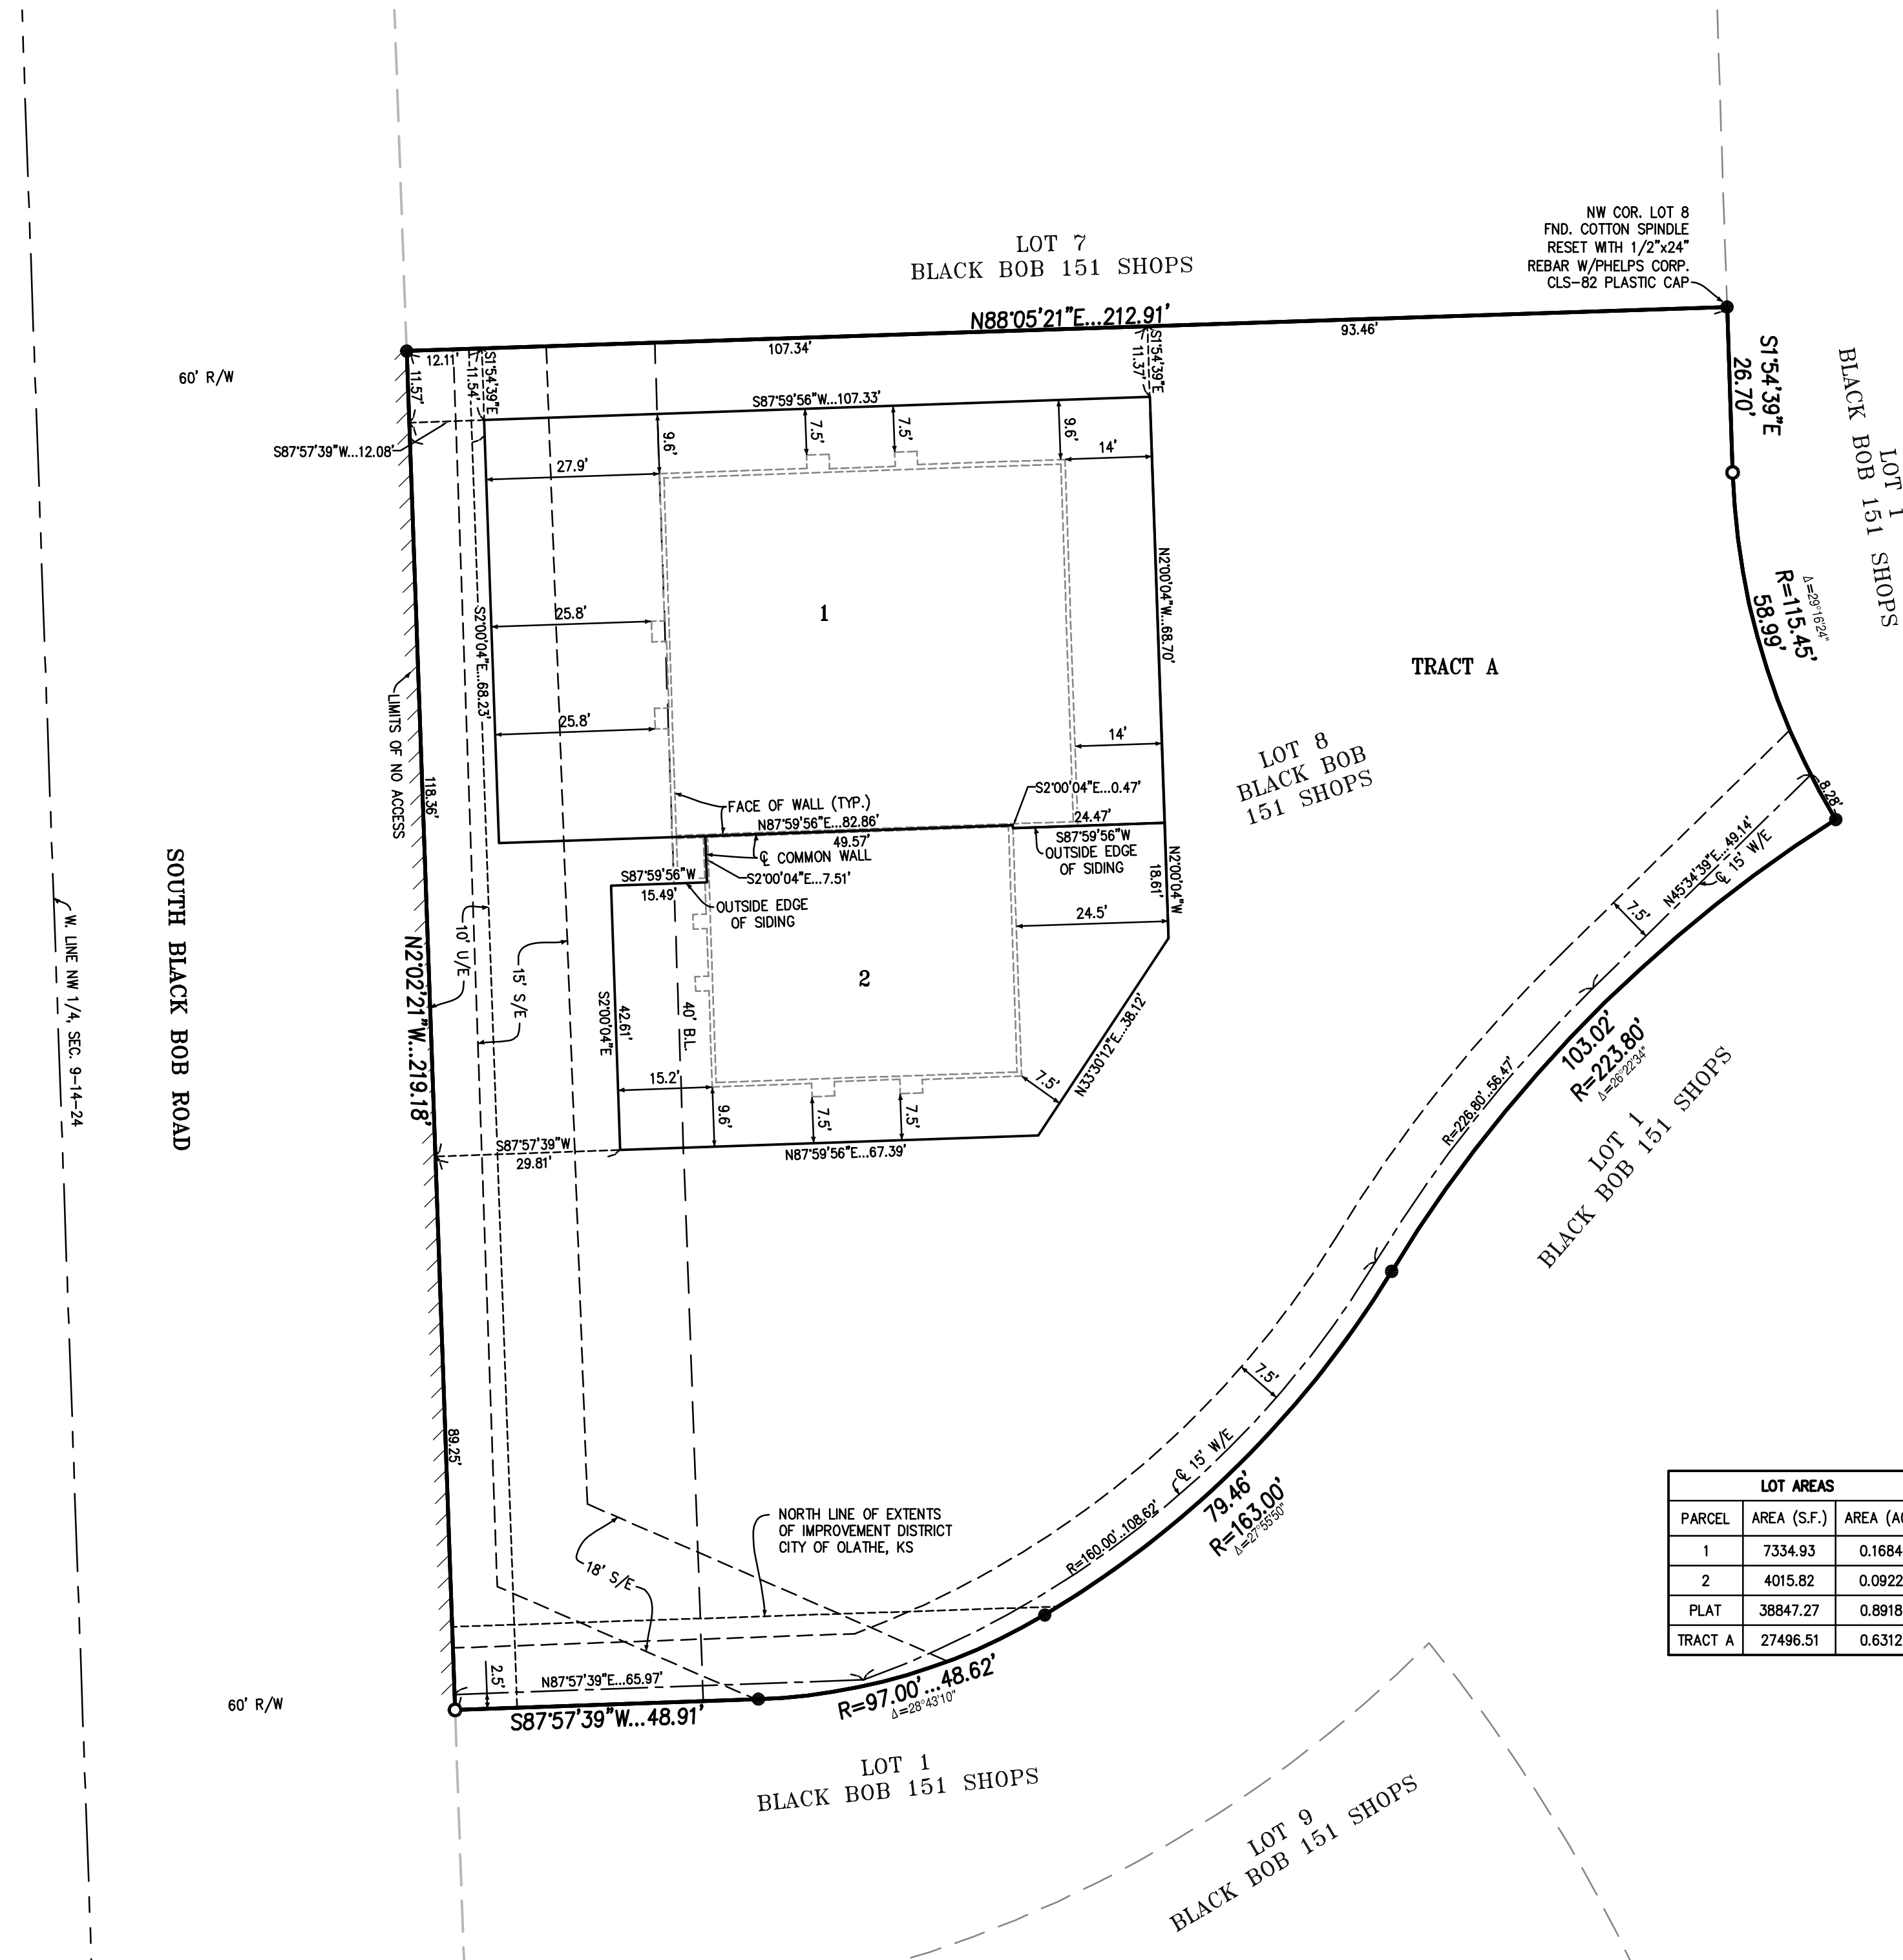 NW COR. LOT 8
FND. COTTON SPINDLE
RESET WITH 1/2"x24"
REBAR W/PHELPS CORP.
CLS-82 PLASTIC CAP
LOT 7
BLACK BOB 151 SHOPS
N88°05'21"E...212.91'
93.46'
107.34'
12.11'
60' R/W
11.57'
11.54'
S1°54'39"E
11.37'
S1°54'39"E
S1°54'39"E
26.70'
LOT 1
BLACK BOB 151 SHOPS
S87°59'56"W...107.33'
S87°57'39"W...12.08'
9.6'
7.5'
7.5'
9.6'
14'
27.9'
Δ=29°16'24"
R=115.45'
58.99'
25.8'
1
N2°00'04"W...68.70'
S2°00'04"E...68.23'
TRACT A
25.8'
14'
LIMITS OF NO ACCESS
118.36'
LOT 8
BLACK BOB
151 SHOPS
S2°00'04"E...0.47'
8.28'
FACE OF WALL (TYP.)
N87°59'56"E...82.86'
24.47'
49.57'
S87°59'56"W
OUTSIDE EDGE
OF SIDING
℄ COMMON WALL
S87°59'56"W
S2°00'04"E...7.51'
15.49'
OUTSIDE EDGE
OF SIDING
N2°00'04"W
18.61'
24.5'
N45°34'39"E...49.14'
℄ 15' W/E
7.5'
SOUTH BLACK BOB ROAD
W. LINE NW 1/4, SEC. 9-14-24
N2°02'21"W...219.18'
10' U/E
15' S/E
2
42.61'
S2°00'04"E
40' B.L.
15.2'
9.6'
7.5'
7.5'
7.5'
N33°30'12"E...38.12'
103.02'
R=223.80'
Δ=26°22'34"
R=226.80'...56.47'
LOT 1
BLACK BOB 151 SHOPS
S87°57'39"W
29.81'
N87°59'56"E...67.39'
7.5'
89.25'
℄ 15' W/E
79.46'
R=163.00'
Δ=27°55'50"
R=160.00'...108.62'
NORTH LINE OF EXTENTS
OF IMPROVEMENT DISTRICT
CITY OF OLATHE, KS
18' S/E
LOT AREAS
PARCEL AREA (S.F.) AREA (AC
1 7334.93 0.1684
2 4015.82 0.0922
PLAT 38847.27 0.8918
TRACT A 27496.51 0.6312
2.5'
N87°57'39"E...65.97'
60' R/W
S87°57'39"W...48.91'
R=97.00'...48.62'
Δ=28°43'10"
LOT 1
BLACK BOB 151 SHOPS
LOT 9
BLACK BOB 151 SHOPS